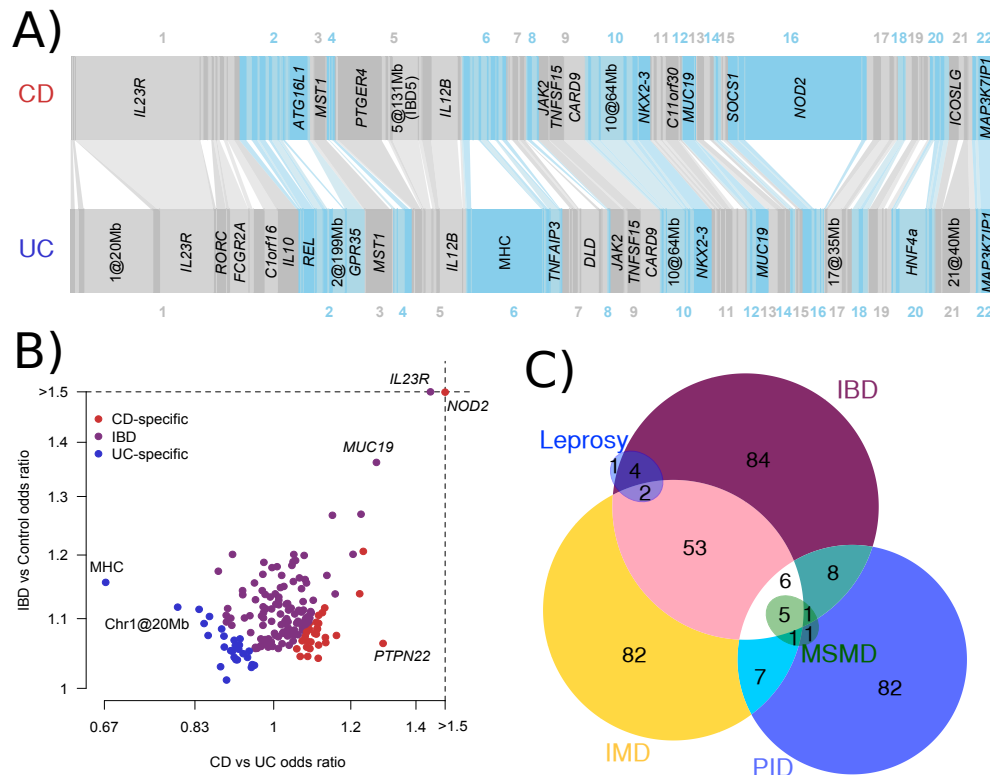 A)
1 2 3 4 5 6 7 8 9 10 11 12 13 14 15 16 17 18 19 20 21 22
CD
IL23R ATG16L1 MST1 PTGER4 5@131Mb (IBD5) IL12B JAK2 TNFSF15 CARD9 10@64Mb NKX2-3 C11orf30 MUC19 SOCS1 NOD2 ICOSLG MAP3K7IP1
UC
1@20Mb IL23R RORC FCGR2A C1orf16 IL10 REL 2@199Mb GPR35 MST1 IL12B MHC TNFAIP3 DLD JAK2 TNFSF15 CARD9 10@64Mb NKX2-3 MUC19 17@35Mb HNF4a 21@40Mb MAP3K7IP1
1 2 3 4 5 6 7 8 9 10 11 12 13 14 15 16 17 18 19 20 21 22
B)
IBD vs Control odds ratio
>1.5
1.4
1.3
1.2
1.1
1
CD-specific
IBD
UC-specific
IL23R
NOD2
MUC19
MHC
Chr1@20Mb
PTPN22
0.67 0.83 1 1.2 1.4 >1.5
CD vs UC odds ratio
C)
IBD
Leprosy
1 4
2
84
53
6
8
5 1
1 1
MSMD
82
7
82
IMD
PID